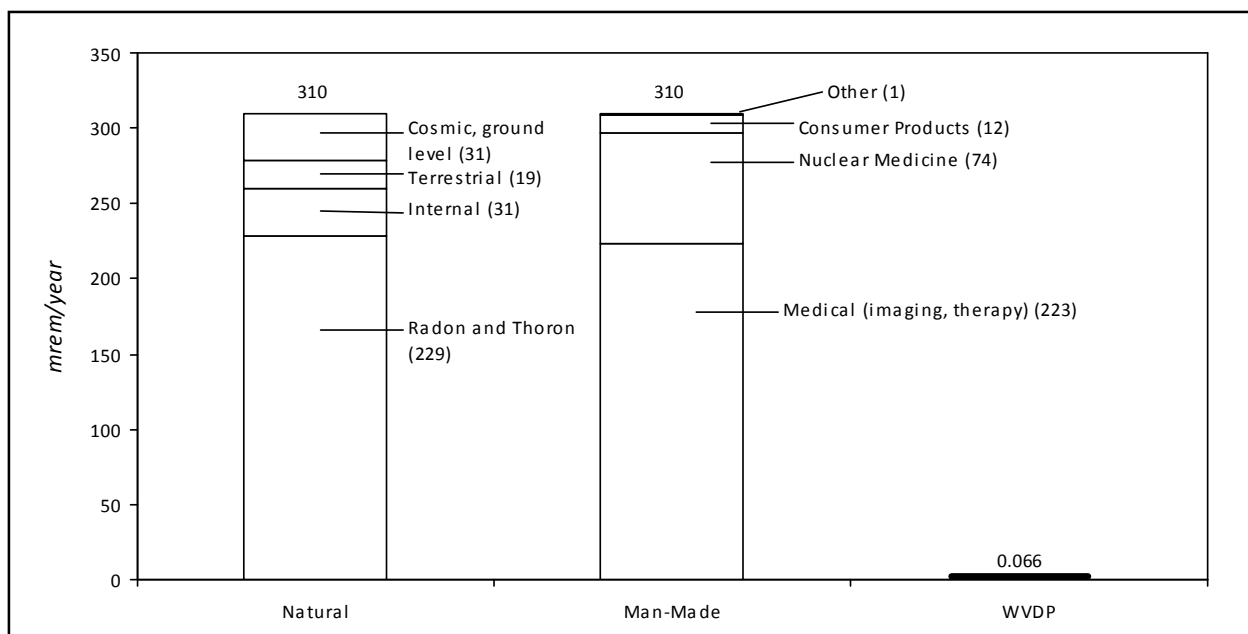 350
300
250
200
150
100
50
0
mrem/year
310
Cosmic, ground
level (31)
Terrestrial (19)
Internal (31)
Radon and Thoron
(229)
310
Other (1)
Consumer Products (12)
Nuclear Medicine (74)
Medical (imaging, therapy) (223)
0.066
Natural
Man-Made
WVDP